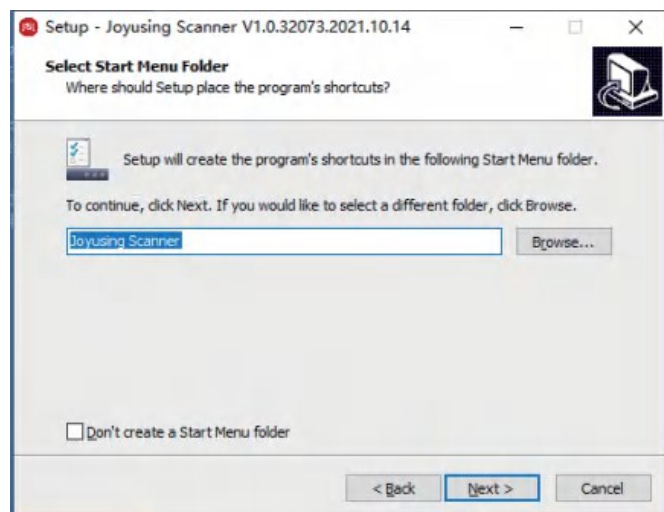 Setup - Joyusing Scanner V1.0.32073.2021.10.14
Select Start Menu Folder
Where should Setup place the program's shortcuts?
Setup will create the program's shortcuts in the following Start Menu folder.
To continue, click Next. If you would like to select a different folder, click Browse.
Joyusing Scanner
Browse...
Don't create a Start Menu folder
< Back
Next >
Cancel